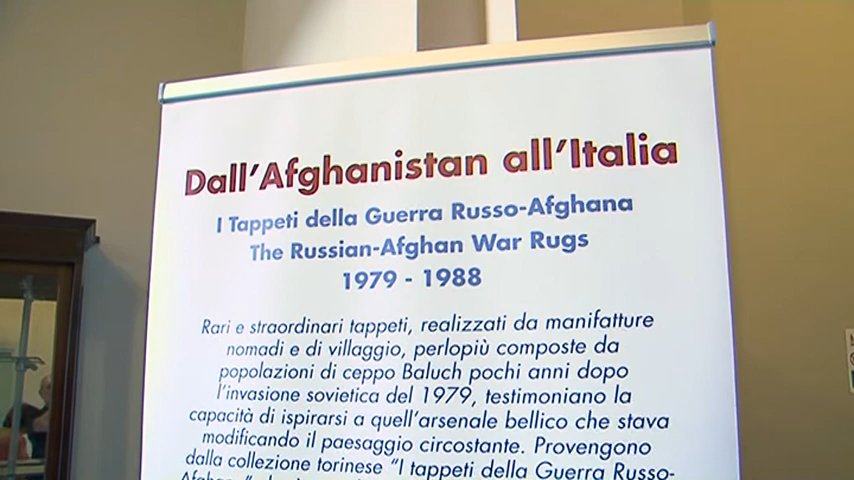 Dall'Afghanistan all'Italia
I Tappeti della Guerra Russo-Afghana
The Russian-Afghan War Rugs
1979 - 1988
Rari e straordinari tappeti, realizzati da manifatture
nomadi e di villaggio, perlopiù composte da
popolazioni di ceppo Baluch pochi anni dopo
l'invasione sovietica del 1979, testimoniano la
capacità di ispirarsi a quell'arsenale bellico che stava
modificando il paesaggio circostante. Provengono
dalla collezione torinese "I tappeti della Guerra Russo-